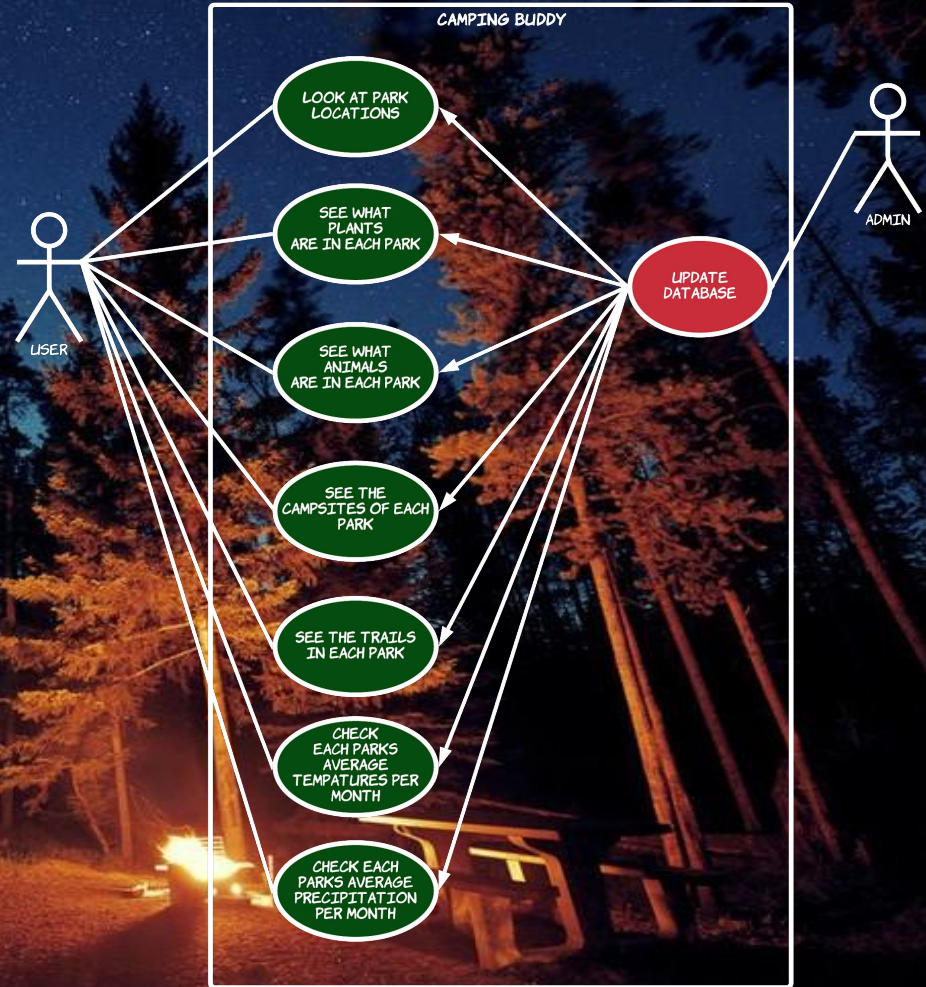 CAMPING BUDDY
LOOK AT PARK
LOCATIONS
SEE WHAT
PLANTS
ARE IN EACH PARK
SEE WHAT
ANIMALS
ARE IN EACH PARK
SEE THE
CAMPSITES OF EACH
PARK
SEE THE TRAILS
IN EACH PARK
CHECK
EACH PARKS
AVERAGE
TEMPATURES PER
MONTH
CHECK EACH
PARKS AVERAGE
PRECIPITATION
PER MONTH
USER
UPDATE
DATABASE
ADMIN